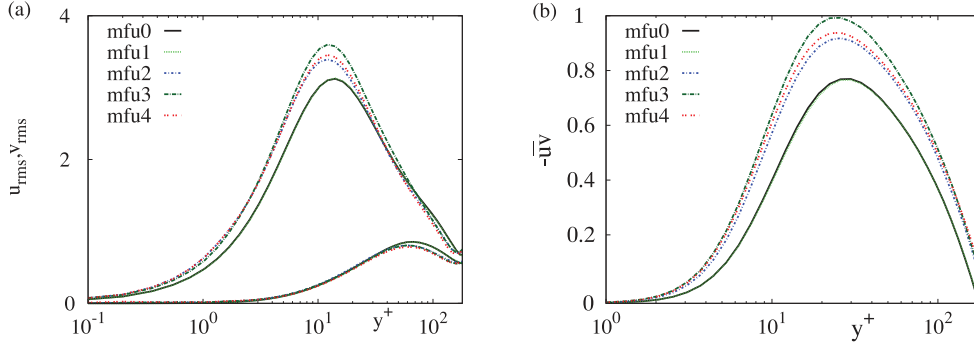 (a)
mfu0
mfu1
mfu2
mfu3
mfu4
u_rms,v_rms
4
2
0
10^-1
10^0
10^1
y^+
10^2
(b)
mfu0
mfu1
mfu2
mfu3
mfu4
-u̅v̅
1
0.8
0.6
0.4
0.2
0
10^0
10^1
y^+
10^2